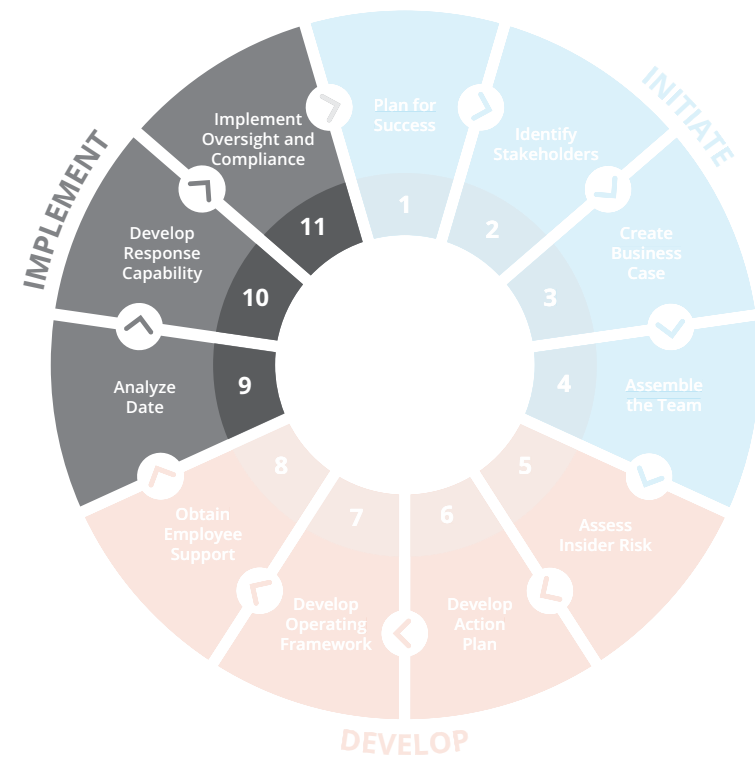 INITIATE
Plan for
Success
1
Identify
Stakeholders
2
Create
Business
Case
3
Assemble
the Team
4
DEVELOP
Assess
Insider Risk
5
Develop
Action
Plan
6
Develop
Operating
Framework
7
Obtain
Employee
Support
8
IMPLEMENT
Analyze
Date
9
Develop
Response
Capability
10
Implement
Oversight and
Compliance
11